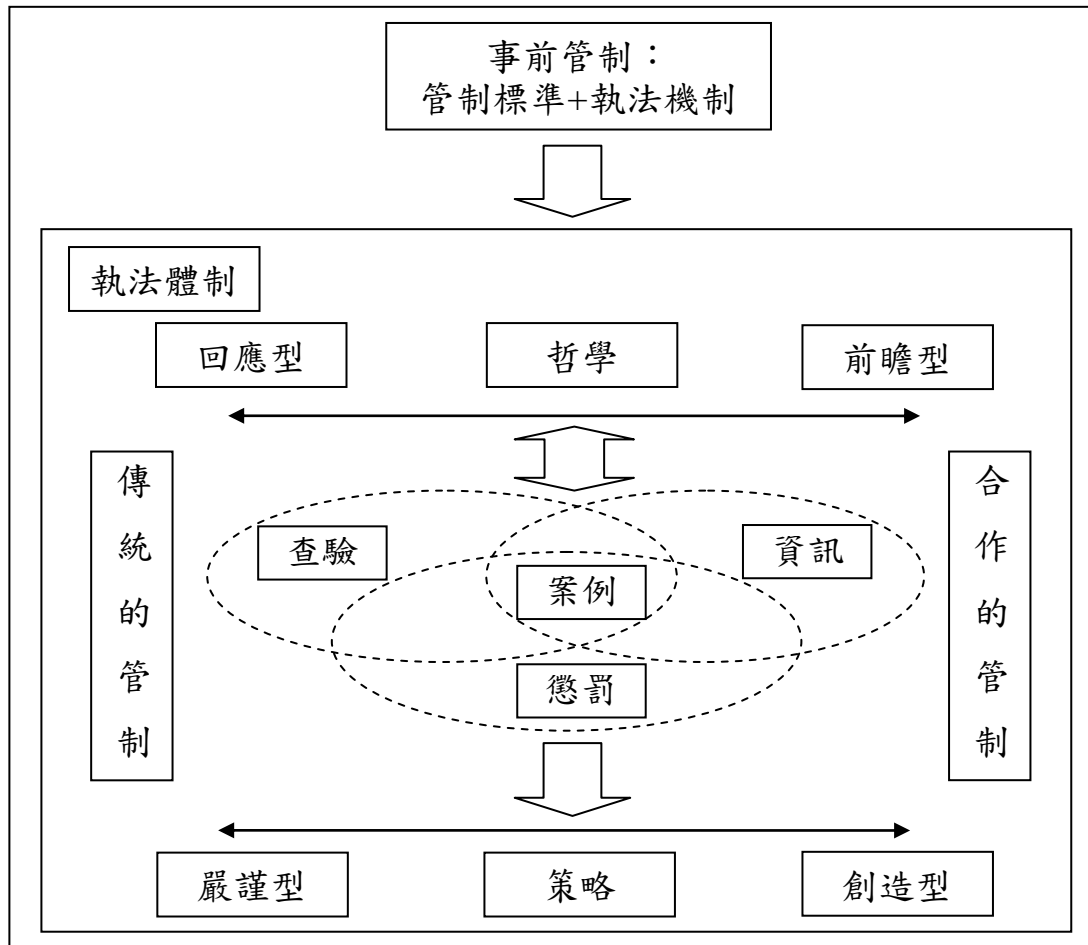 事前管制：
管制標準+執法機制
執法體制
回應型
哲學
前瞻型
傳統的管制
查驗
資訊
案例
懲罰
合作的管制
嚴謹型
策略
創造型